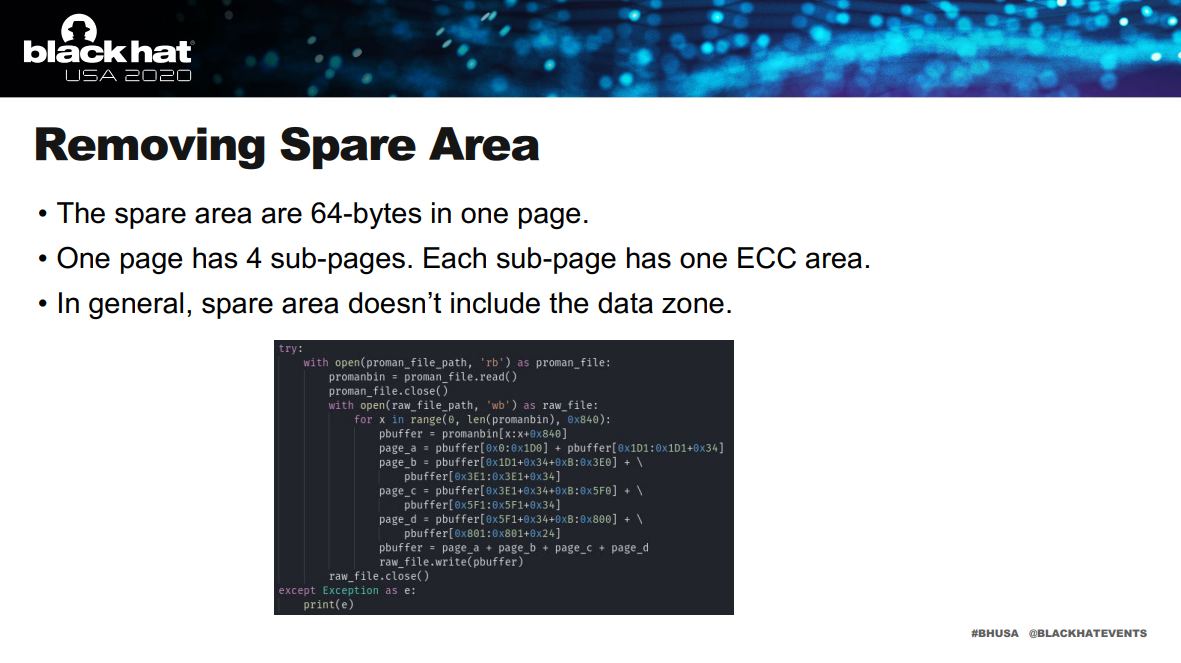 black hat
USA 2020
Removing Spare Area
• The spare area are 64-bytes in one page.
• One page has 4 sub-pages. Each sub-page has one ECC area.
• In general, spare area doesn’t include the data zone.
try:
    with open(proman_file_path, 'rb') as proman_file:
        promanbin = proman_file.read()
        proman_file.close()
        with open(raw_file_path, 'wb') as raw_file:
            for x in range(0, len(promanbin), 0x840):
                pbuffer = promanbin[x:x+0x840]
                page_a = pbuffer[0x0:0x1D0] + pbuffer[0x1D1:0x1D1+0x34]
                page_b = pbuffer[0x1D1+0x34+0xB:0x3E0] + \
                    pbuffer[0x3E1:0x3E1+0x34]
                page_c = pbuffer[0x3E1+0x34+0xB:0x5F0] + \
                    pbuffer[0x5F1:0x5F1+0x34]
                page_d = pbuffer[0x5F1+0x34+0xB:0x800] + \
                    pbuffer[0x801:0x801+0x24]
                pbuffer = page_a + page_b + page_c + page_d
                raw_file.write(pbuffer)
        raw_file.close()
except Exception as e:
    print(e)
#BHUSA @BLACKHATEVENTS